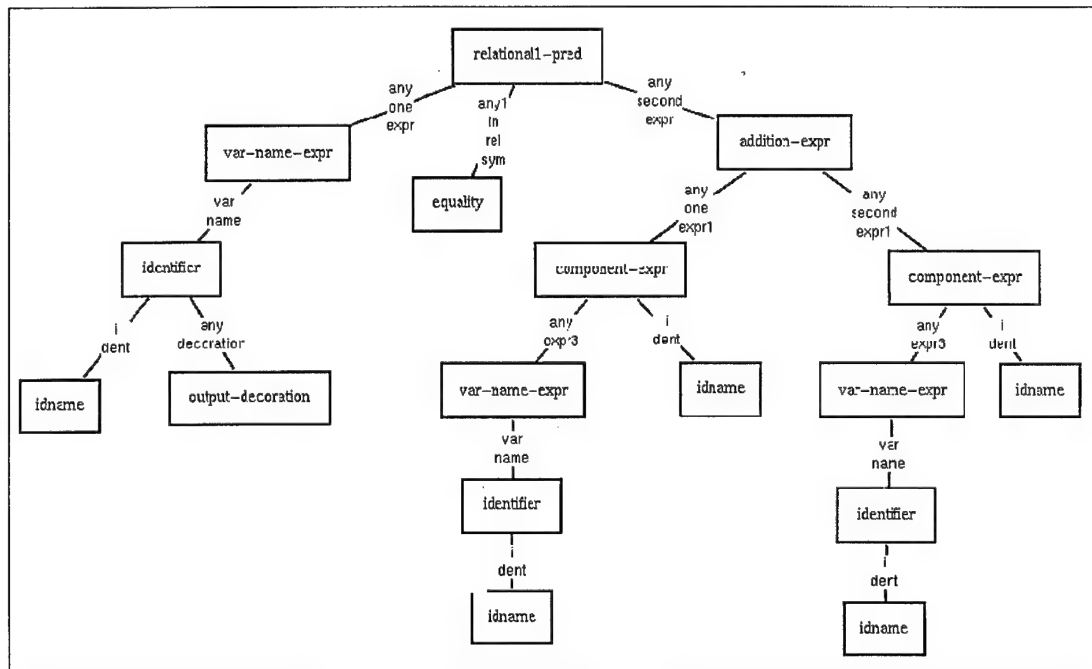 relational1-pred
any
one
expr
any1
in
rel
sym
any
second
expr
var-name-expr
addition-expr
equality
var
name
any
one
expr1
any
second
expr1
identifier
component-expr
component-expr
i
dent
any
decoration
any
expr3
i
dent
any
expr3
i
dent
idname
output-decoration
var-name-expr
idname
var-name-expr
idname
var
name
var
name
identifier
identifier
i
dent
i
dent
idname
idname